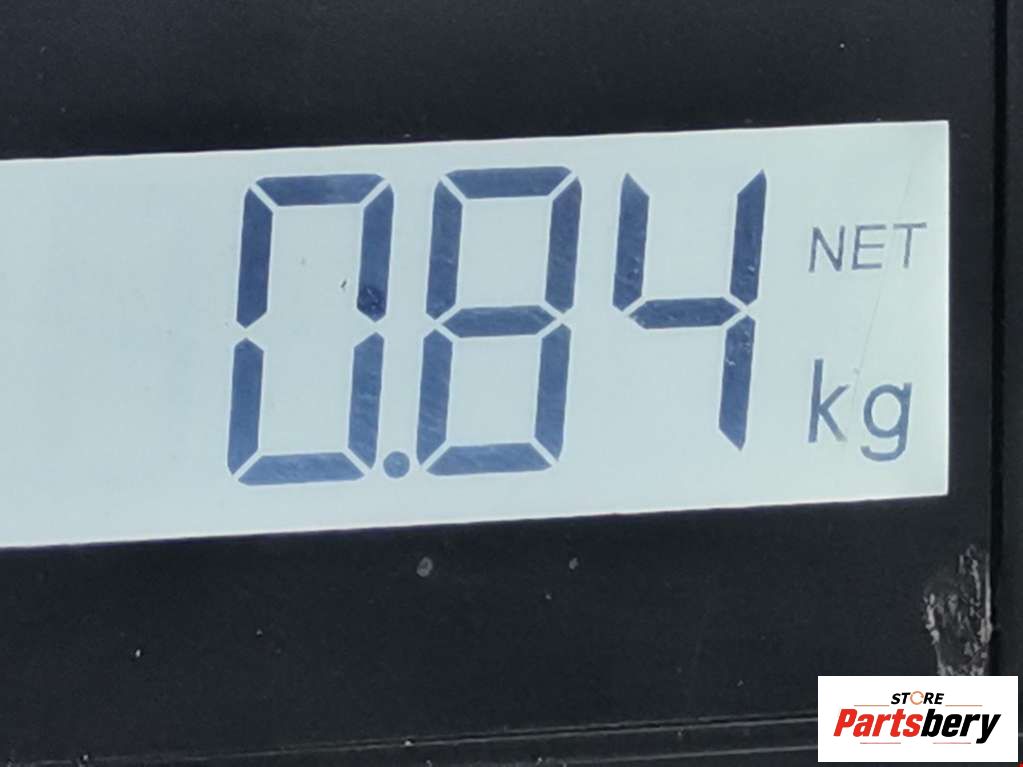 0.84 NET
kg
STORE
Partsbery